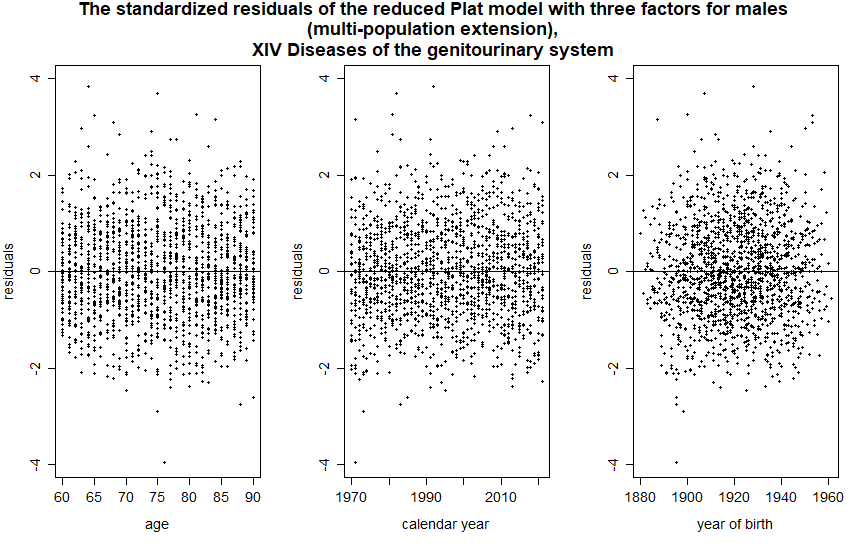 The standardized residuals of the reduced Plat model with three factors for males
(multi-population extension),
XIV Diseases of the genitourinary system
4
2
0
-2
-4
residuals
60 65 70 75 80 85 90
age
4
2
0
-2
-4
residuals
1970 1990 2010
calendar year
4
2
0
-2
-4
residuals
1880 1900 1920 1940 1960
year of birth